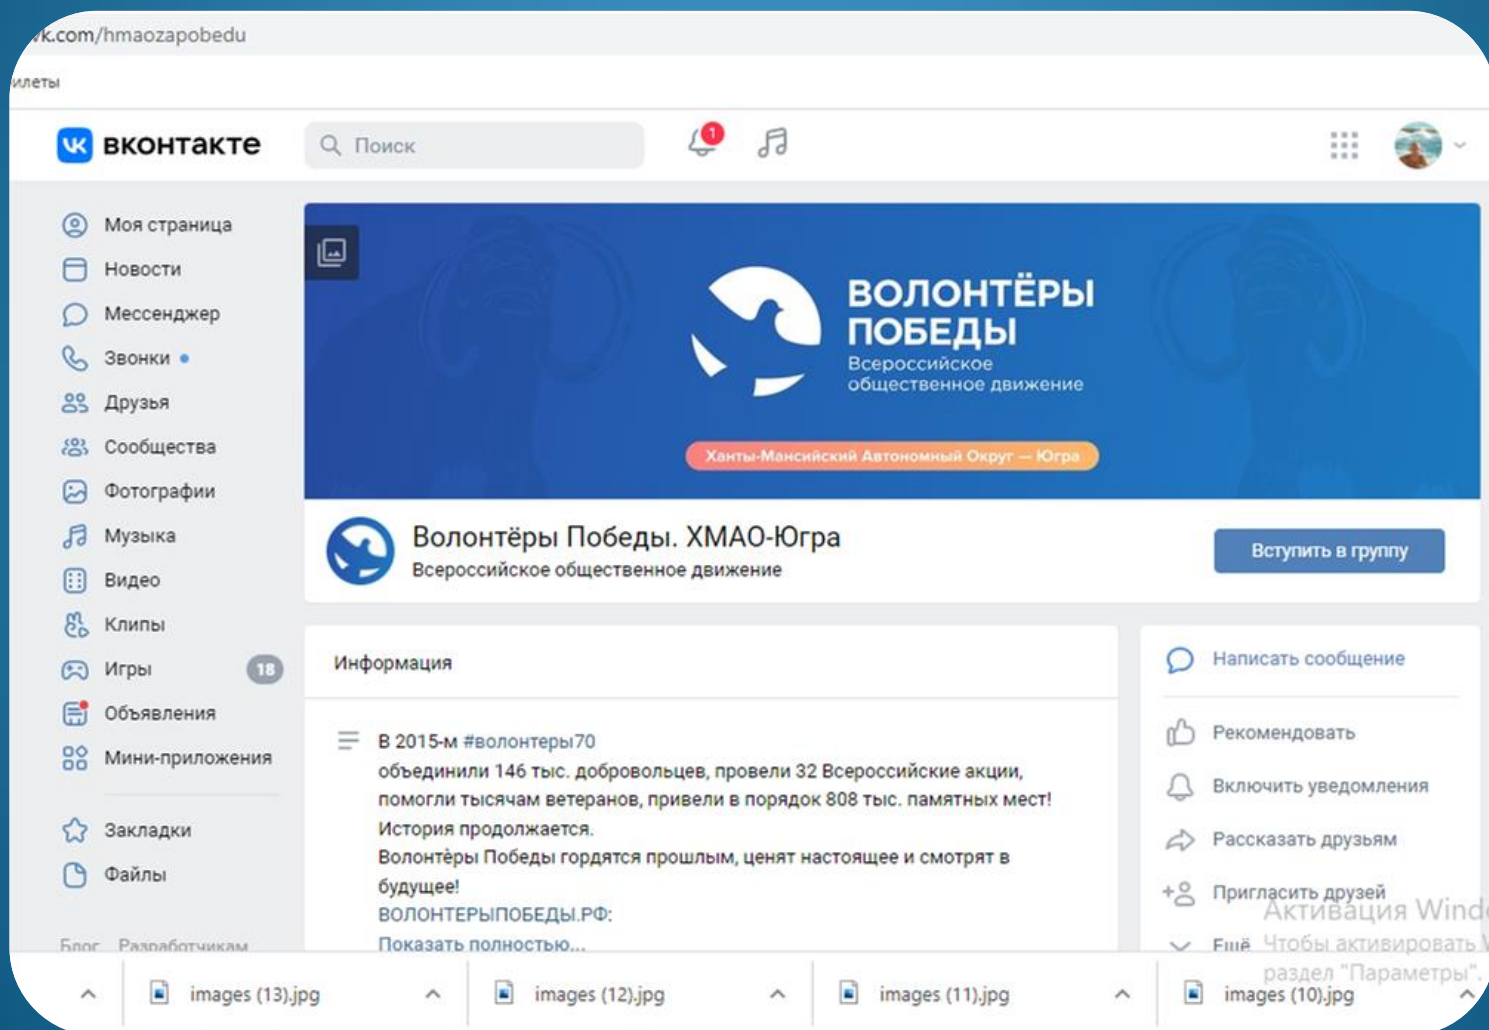 vk.com/hmaozapobedu
илеты
вконтакте
Поиск
1
Моя страница
Новости
Мессенджер
Звонки
Друзья
Сообщества
Фотографии
Музыка
Видео
Клипы
Игры 18
Объявления
Мини-приложения
Закладки
Файлы
Блог Разработчикам
ВОЛОНТЁРЫ
ПОБЕДЫ
Всероссийское
общественное движение
Ханты-Мансийский Автономный Округ — Югра
Волонтёры Победы. ХМАО-Югра
Всероссийское общественное движение
Вступить в группу
Информация
В 2015-м #волонтеры70
объединили 146 тыс. добровольцев, провели 32 Всероссийские акции,
помогли тысячам ветеранов, привели в порядок 808 тыс. памятных мест!
История продолжается.
Волонтёры Победы гордятся прошлым, ценят настоящее и смотрят в
будущее!
ВОЛОНТЕРЫПОБЕДЫ.РФ:
Показать полностью...
Написать сообщение
Рекомендовать
Включить уведомления
Рассказать друзьям
Пригласить друзей
Ещё
Активация Windo
Чтобы активировать W
раздел "Параметры".
images (13).jpg
images (12).jpg
images (11).jpg
images (10).jpg